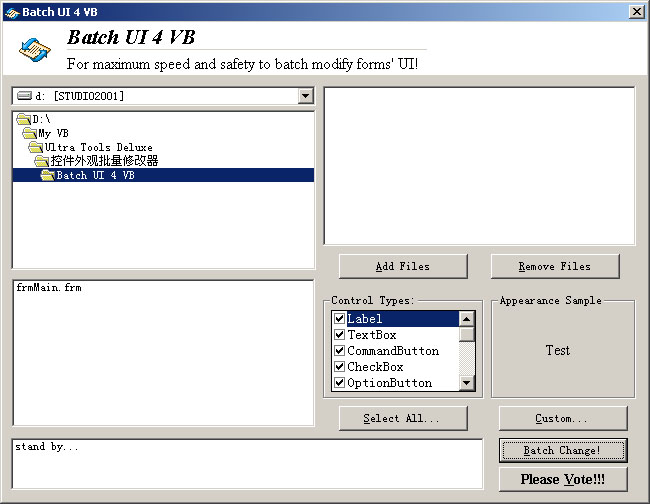 Batch UI 4 VB
Batch UI 4 VB
For maximum speed and safety to batch modify forms' UI!
d: [STUDIO2001]
D:\
My VB
Ultra Tools Deluxe
控件外观批量修改器
Batch UI 4 VB
Add Files
Remove Files
frmMain.frm
Control Types:
Label
TextBox
CommandButton
CheckBox
OptionButton
Appearance Sample
Test
Select All...
Custom...
stand by...
Batch Change!
Please Vote!!!